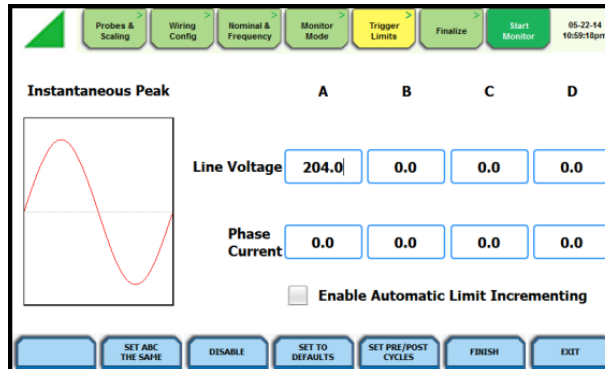 Probes & Scaling >
Wiring Config >
Nominal & Frequency >
Monitor Mode >
Trigger Limits >
Finalize >
Start Monitor >
05-22-14
10:59:18pm
Instantaneous Peak
A B C D
Line Voltage 204.0 0.0 0.0 0.0
Phase Current 0.0 0.0 0.0 0.0
Enable Automatic Limit Incrementing
SET ABC THE SAME
DISABLE
SET TO DEFAULTS
SET PRE/POST CYCLES
FINISH
EXIT